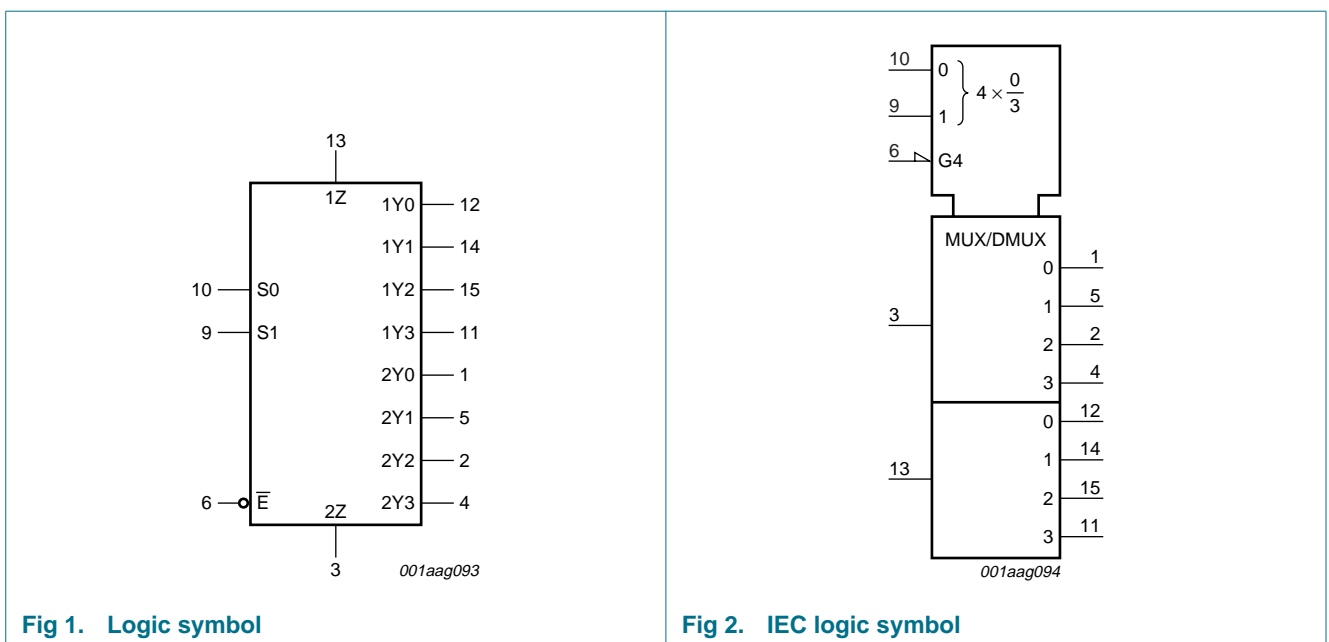 13
1Z
1Y0 12
1Y1 14
10 S0 1Y2 15
9 S1 1Y3 11
2Y0 1
2Y1 5
2Y2 2
6 E̅ 2Y3 4
2Z
3
001aag093
Fig 1. Logic symbol
10 0
4 × 0/3
9 1
6 G4
MUX/DMUX
0 1
1 5
3
2 2
3 4
0 12
1 14
13
2 15
3 11
001aag094
Fig 2. IEC logic symbol